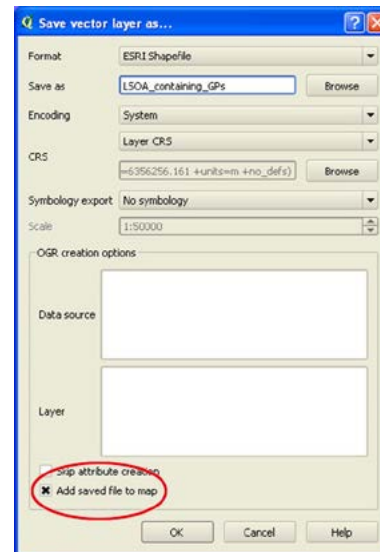 Save vector layer as...
Format ESRI Shapefile
Save as LSOA_containing_GPs Browse
Encoding System
Layer CRS
CRS
=6356256.161 +units=m +no_defs) Browse
Symbology export No symbology
Scale 1:50000
OGR creation options
Data source
Layer
Skip attribute creation
Add saved file to map
OK Cancel Help